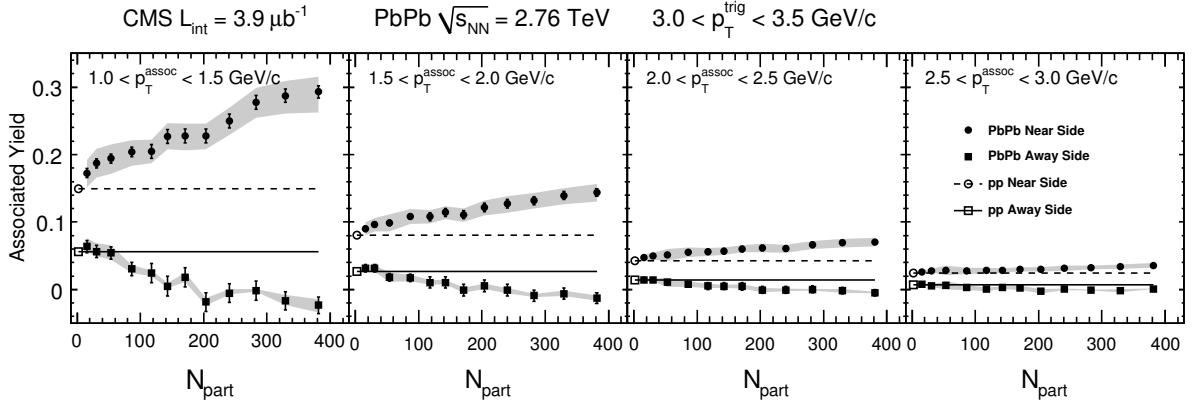 CMS L_int = 3.9 μb⁻¹ PbPb √s_NN = 2.76 TeV 3.0 < p_T^trig < 3.5 GeV/c
1.0 < p_T^assoc < 1.5 GeV/c 1.5 < p_T^assoc < 2.0 GeV/c 2.0 < p_T^assoc < 2.5 GeV/c 2.5 < p_T^assoc < 3.0 GeV/c
Associated Yield
0.3
0.2
0.1
0
PbPb Near Side
PbPb Away Side
pp Near Side
pp Away Side
0 100 200 300 400 0 100 200 300 400 0 100 200 300 400 0 100 200 300 400
N_part N_part N_part N_part